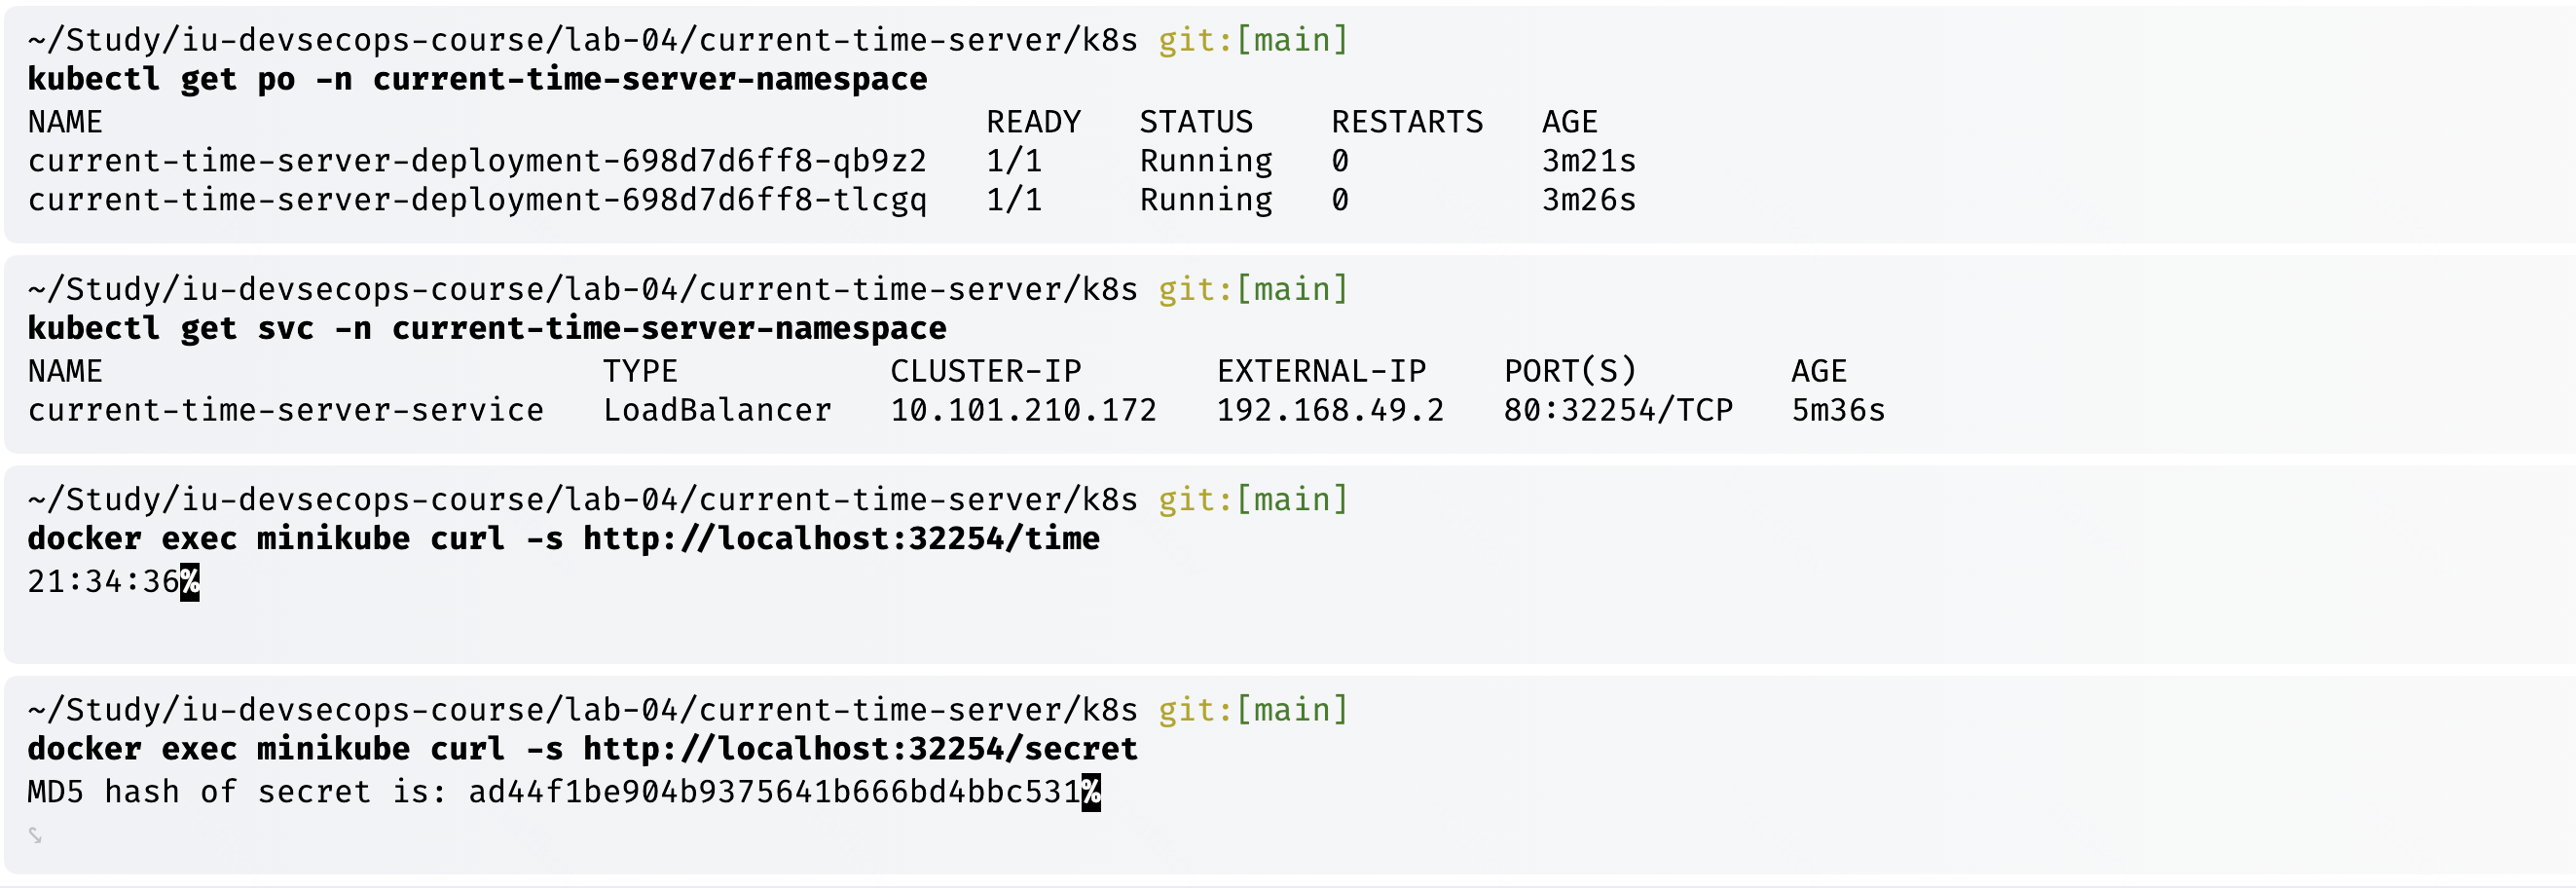 ~/Study/iu-devsecops-course/lab-04/current-time-server/k8s git:[main]
kubectl get po -n current-time-server-namespace
NAME READY STATUS RESTARTS AGE
current-time-server-deployment-698d7d6ff8-qb9z2 1/1 Running 0 3m21s
current-time-server-deployment-698d7d6ff8-tlcgq 1/1 Running 0 3m26s
~/Study/iu-devsecops-course/lab-04/current-time-server/k8s git:[main]
kubectl get svc -n current-time-server-namespace
NAME TYPE CLUSTER-IP EXTERNAL-IP PORT(S) AGE
current-time-server-service LoadBalancer 10.101.210.172 192.168.49.2 80:32254/TCP 5m36s
~/Study/iu-devsecops-course/lab-04/current-time-server/k8s git:[main]
docker exec minikube curl -s http://localhost:32254/time
21:34:36%
~/Study/iu-devsecops-course/lab-04/current-time-server/k8s git:[main]
docker exec minikube curl -s http://localhost:32254/secret
MD5 hash of secret is: ad44f1be904b9375641b666bd4bbc531%